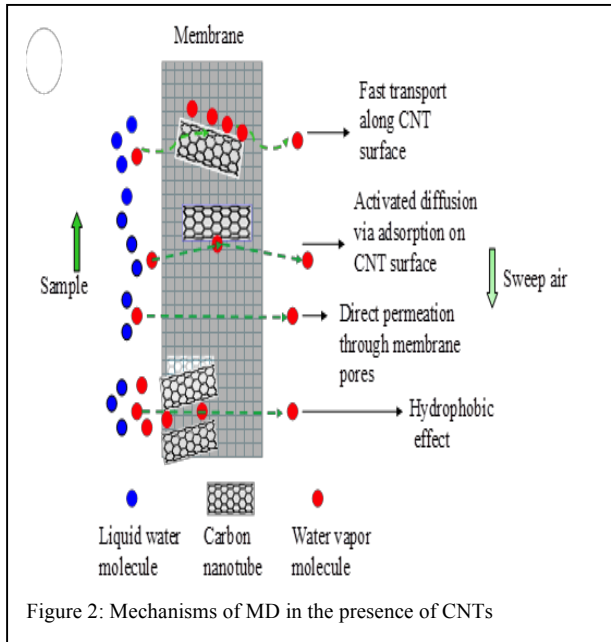 Membrane
Fast transport
along CNT
surface
Activated diffusion
via adsorption on
CNT surface
Sample
Sweep air
Direct permeation
through membrane
pores
Hydrophobic
effect
Liquid water
molecule
Carbon
nanotube
Water vapor
molecule
Figure 2: Mechanisms of MD in the presence of CNTs